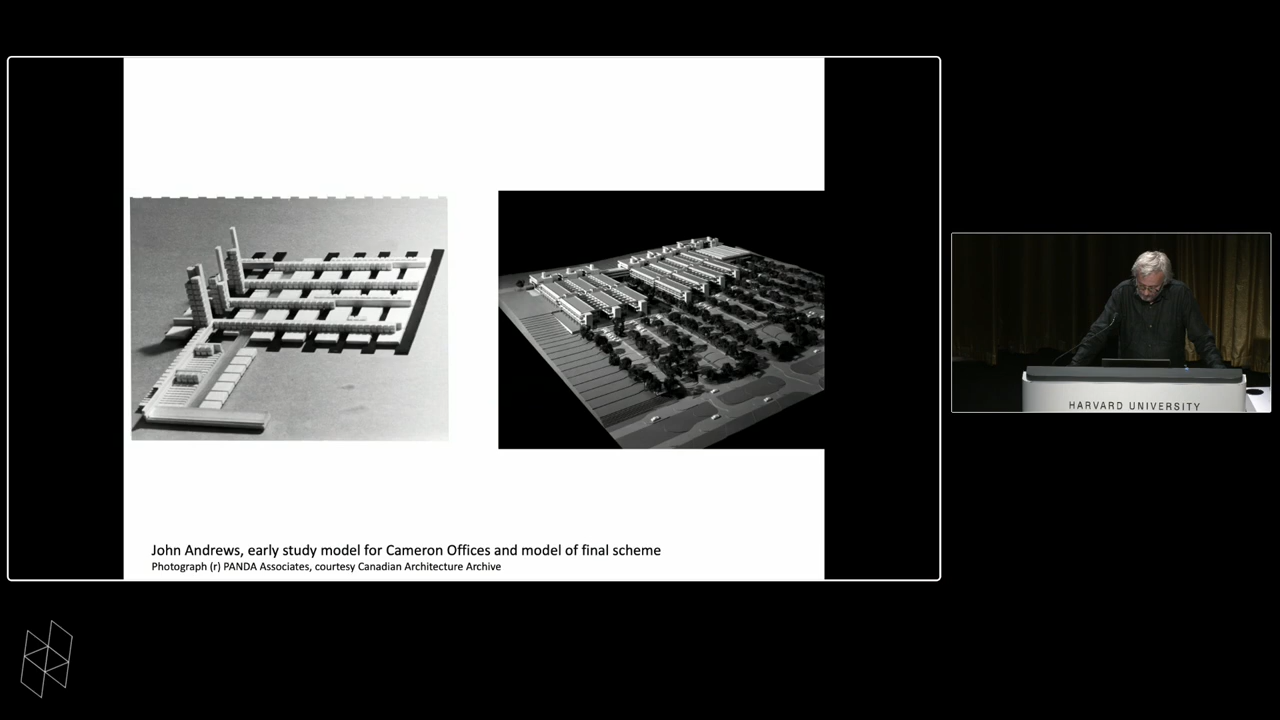 John Andrews, early study model for Cameron Offices and model of final scheme
Photograph (r) PANDA Associates, courtesy Canadian Architecture Archive
HARVARD UNIVERSITY